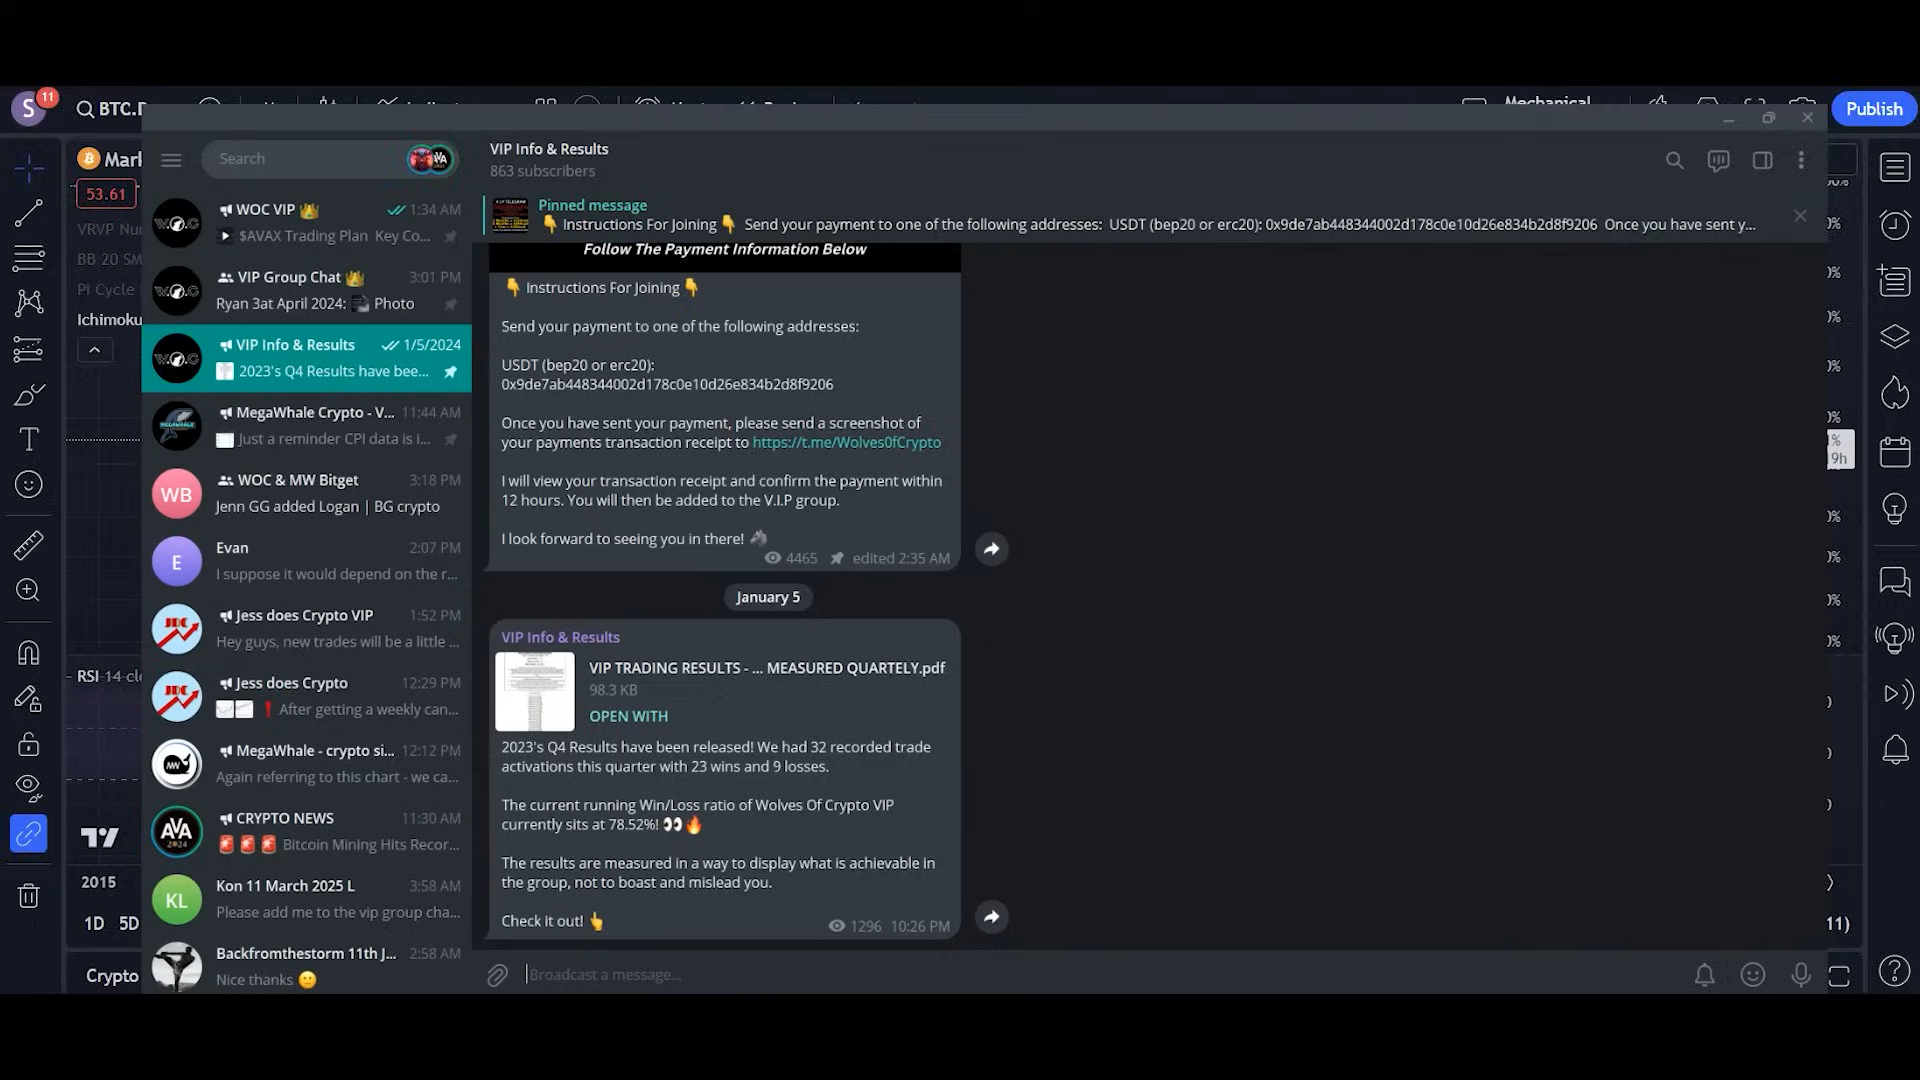 S
11
BTC.D
Mechanical
Publish
Mark
53.61
BB 20 SM
Pi Cycle
Ichimoku
RSI 14 clo
2015
1D 5D
Crypto
Search
WOC VIP 👑 1:34 AM
$AVAX Trading Plan Key Co...
VIP Group Chat 👑 3:01 PM
Ryan 3at April 2024: Photo
VIP Info & Results 1/5/2024
2023's Q4 Results have bee...
MegaWhale Crypto - V... 11:44 AM
Just a reminder CPI data is i...
WB
WOC & MW Bitget 3:18 PM
Jenn GG added Logan | BG crypto
E
Evan 2:07 PM
I suppose it would depend on the r...
JDC
Jess does Crypto VIP 1:52 PM
Hey guys, new trades will be a little ...
JDC
Jess does Crypto 12:29 PM
❗ After getting a weekly can...
MegaWhale - crypto si... 12:12 PM
Again referring to this chart - we ca...
AVA
2024
CRYPTO NEWS 11:30 AM
🚨🚨🚨 Bitcoin Mining Hits Recor...
KL
Kon 11 March 2025 L 3:58 AM
Please add me to the vip group cha...
Backfromthestorm 11th J... 2:58 AM
Nice thanks 🙂
VIP Info & Results
863 subscribers
Pinned message
👇 Instructions For Joining 👇 Send your payment to one of the following addresses: USDT (bep20 or erc20): 0x9de7ab448344002d178c0e10d26e834b2d8f9206 Once you have sent y...
Follow The Payment Information Below
👇 Instructions For Joining 👇
Send your payment to one of the following addresses:
USDT (bep20 or erc20):
0x9de7ab448344002d178c0e10d26e834b2d8f9206
Once you have sent your payment, please send a screenshot of
your payments transaction receipt to https://t.me/Wolves0fCrypto
I will view your transaction receipt and confirm the payment within
12 hours. You will then be added to the V.I.P group.
I look forward to seeing you in there! 🐺
4465 edited 2:35 AM
January 5
VIP Info & Results
VIP TRADING RESULTS - ... MEASURED QUARTELY.pdf
98.3 KB
OPEN WITH
2023's Q4 Results have been released! We had 32 recorded trade
activations this quarter with 23 wins and 9 losses.
The current running Win/Loss ratio of Wolves Of Crypto VIP
currently sits at 78.52%! 👀🔥
The results are measured in a way to display what is achievable in
the group, not to boast and mislead you.
Check it out! 👆
1296 10:26 PM
Broadcast a message...